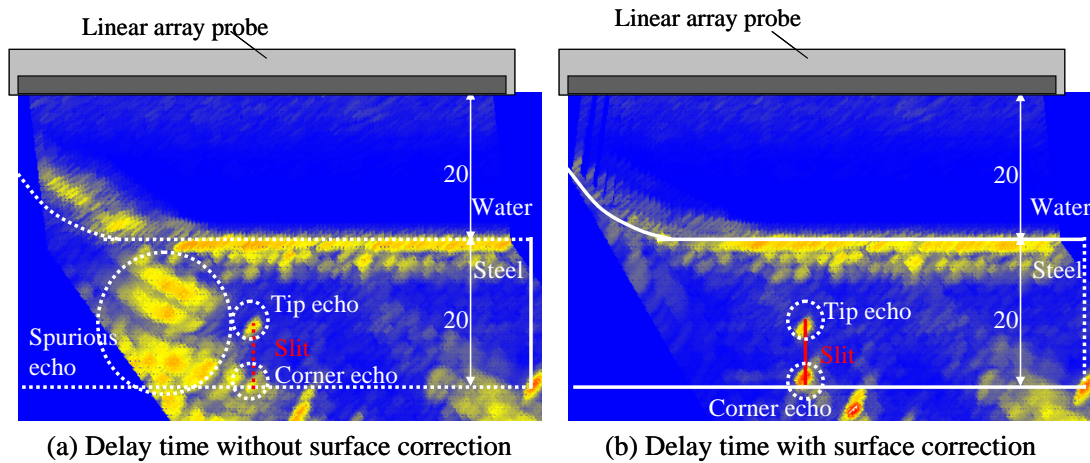 Linear array probe
20
Water
Steel
Tip echo
20
Spurious
echo
Slit
Corner echo
(a) Delay time without surface correction
Linear array probe
20
Water
Steel
Tip echo
20
Slit
Corner echo
(b) Delay time with surface correction